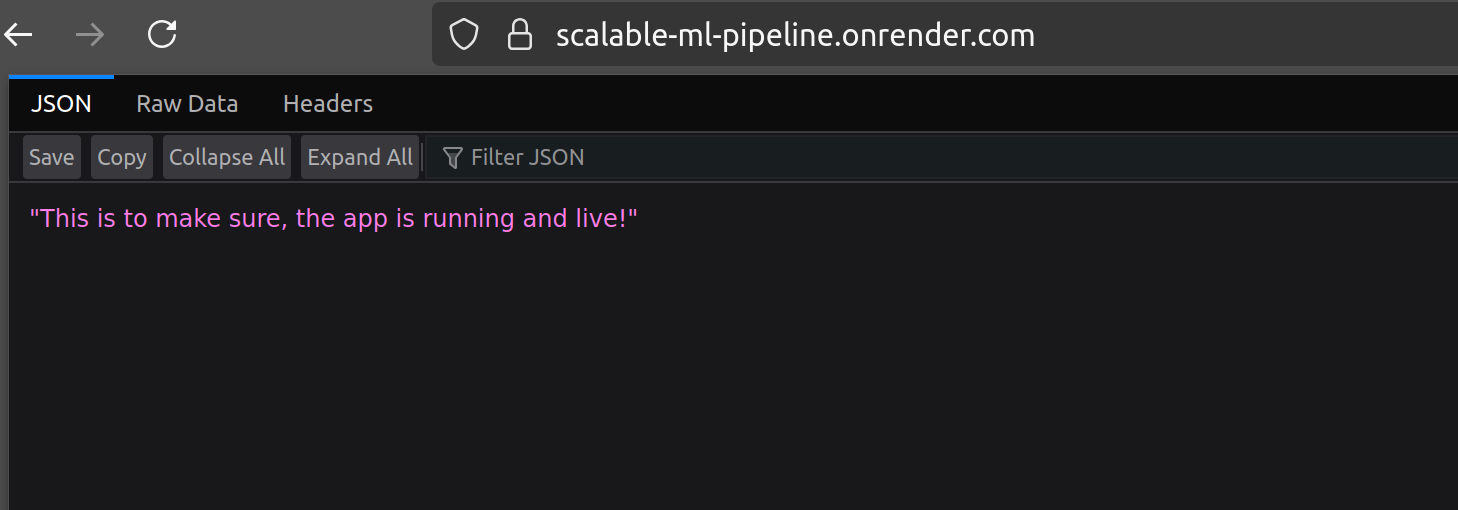 scalable-ml-pipeline.onrender.com
JSON Raw Data Headers
Save Copy Collapse All Expand All Filter JSON
"This is to make sure, the app is running and live!"